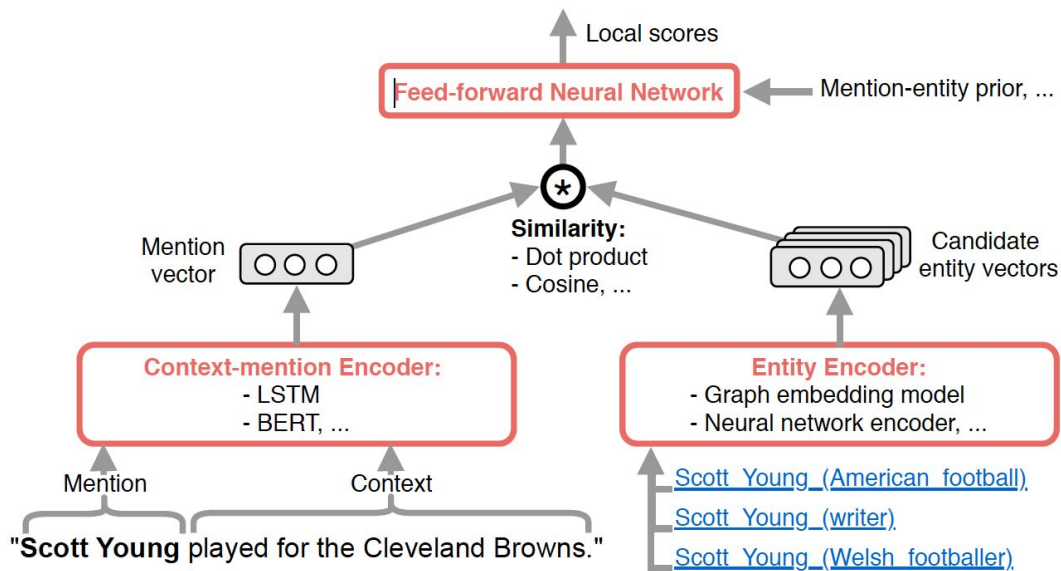 Local scores
Feed-forward Neural Network
Mention-entity prior, ...
*
Similarity:
- Dot product
- Cosine, ...
Mention
vector
Candidate
entity vectors
Context-mention Encoder:
- LSTM
- BERT, ...
Entity Encoder:
- Graph embedding model
- Neural network encoder, ...
Mention
Context
"Scott Young played for the Cleveland Browns."
Scott_Young_(American_football)
Scott_Young_(writer)
Scott_Young_(Welsh_footballer)